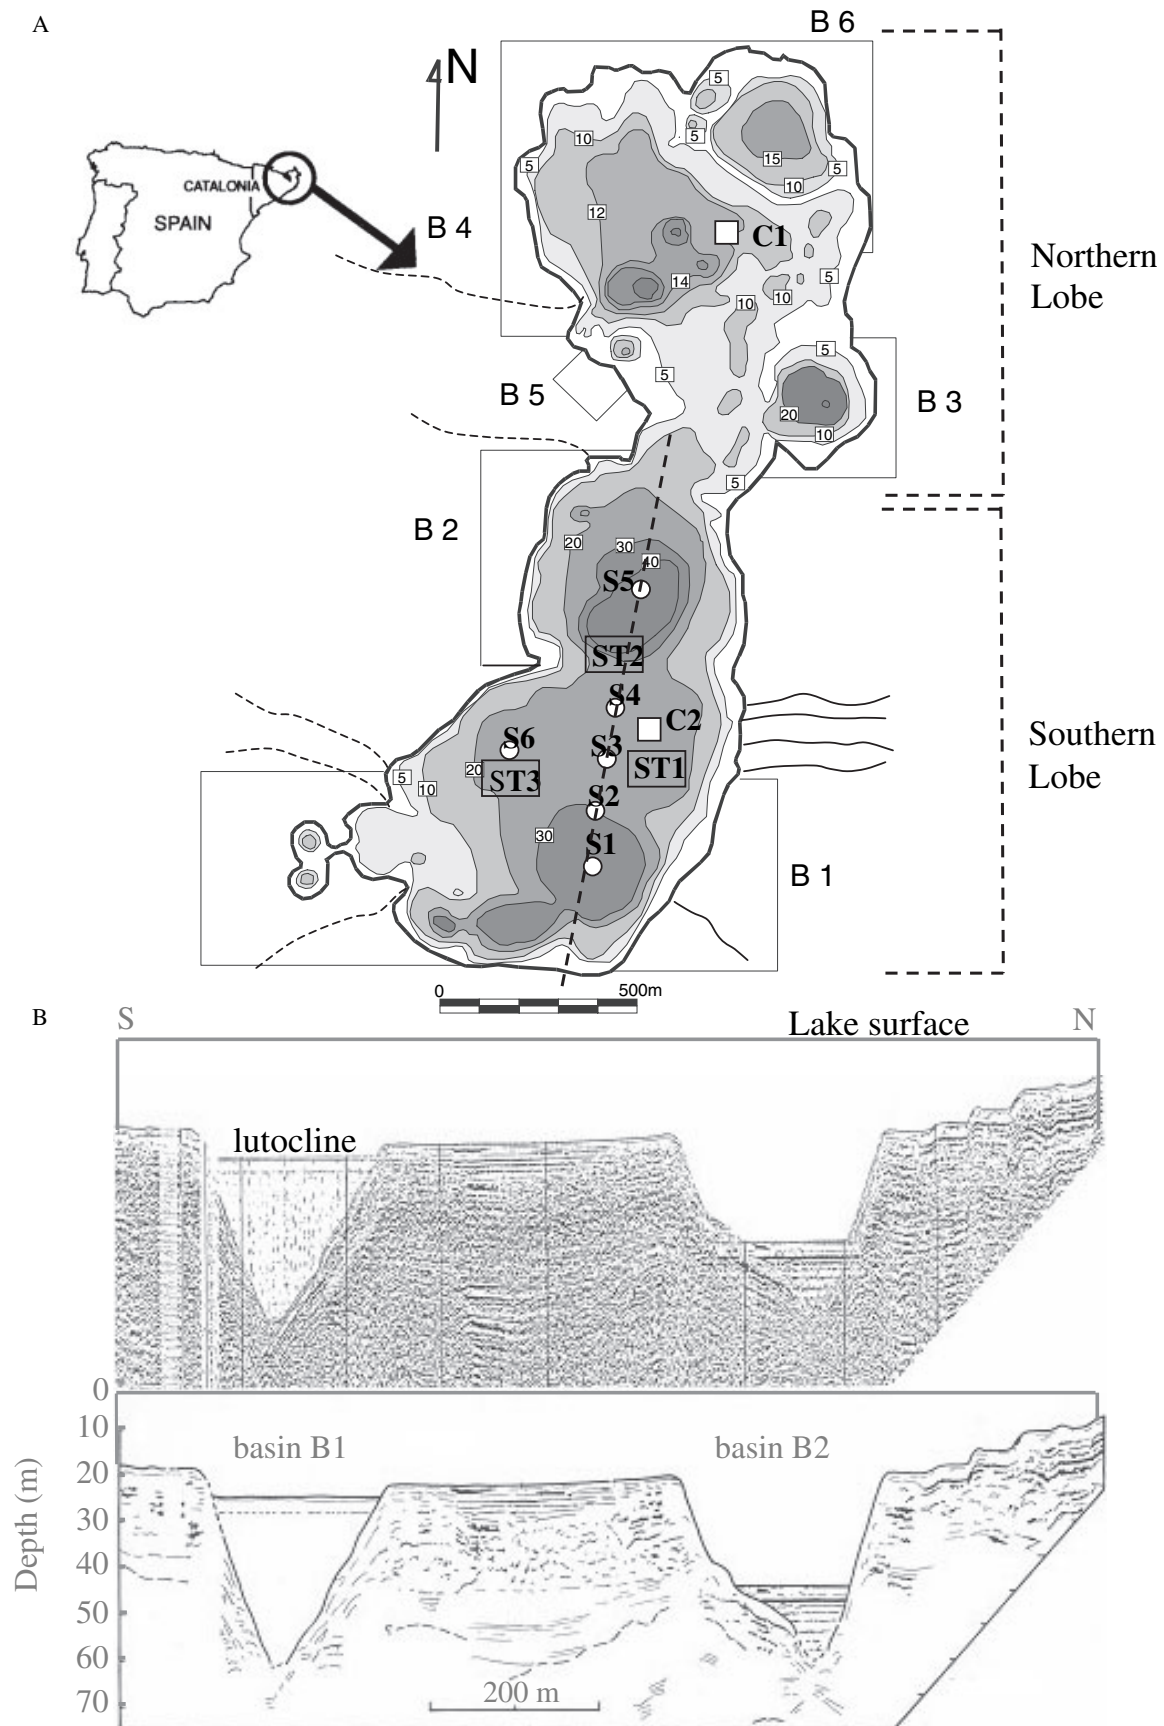 A
B 6
N
5
5
10
5
15
5
10
CATALONIA
SPAIN
B 4
12
C1
Northern
Lobe
14
5
10
10
5
5
B 5
B 3
20
10
5
B 2
20
30
40
S5
ST2
S4
C2
S6
S3
Southern
Lobe
20
ST3
ST1
5
10
S2
30
S1
B 1
0
500m
B
S
Lake surface
N
lutocline
0
10
basin B1
basin B2
20
30
40
50
60
70
Depth (m)
200 m